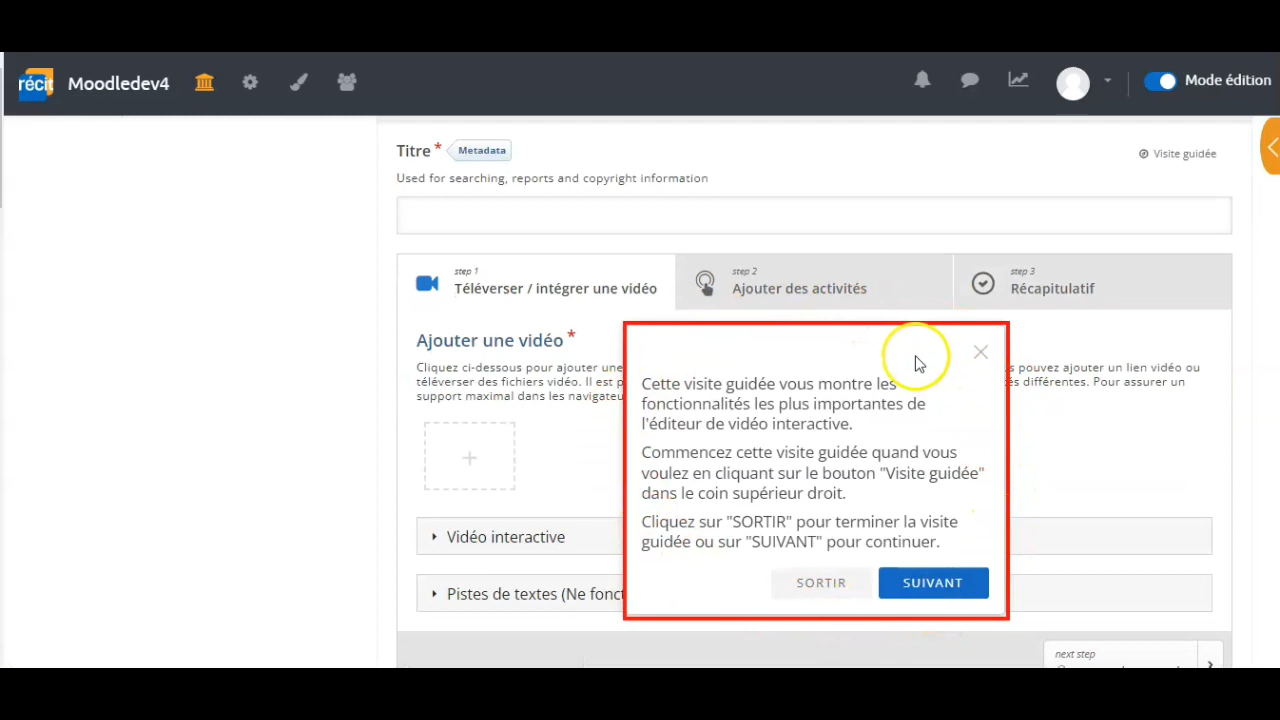 récit Moodledev4 Mode édition
Titre * Metadata
Visite guidée
Used for searching, reports and copyright information
step 1
Téléverser / intégrer une vidéo
step 2
Ajouter des activités
step 3
Récapitulatif
Ajouter une vidéo *
Cliquez ci-dessous pour ajouter une
téléverser des fichiers vidéo. Il est p
support maximal dans les navigateu
s pouvez ajouter un lien vidéo ou
tés différentes. Pour assurer un
Cette visite guidée vous montre les
fonctionnalités les plus importantes de
l'éditeur de vidéo interactive.
Commencez cette visite guidée quand vous
voulez en cliquant sur le bouton "Visite guidée"
dans le coin supérieur droit.
Cliquez sur "SORTIR" pour terminer la visite
guidée ou sur "SUIVANT" pour continuer.
SORTIR SUIVANT
Vidéo interactive
Pistes de textes (Ne fonct
next step